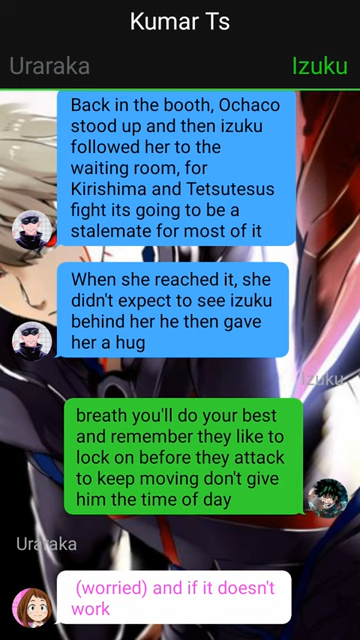 Kumar Ts
Uraraka
Izuku
Back in the booth, Ochaco
stood up and then izuku
followed her to the
waiting room, for
Kirishima and Tetsutesus
fight its going to be a
stalemate for most of it
When she reached it, she
didn't expect to see izuku
behind her he then gave
her a hug
Izuku
breath you'll do your best
and remember they like to
lock on before they attack
to keep moving don't give
him the time of day
Uraraka
(worried) and if it doesn't
work